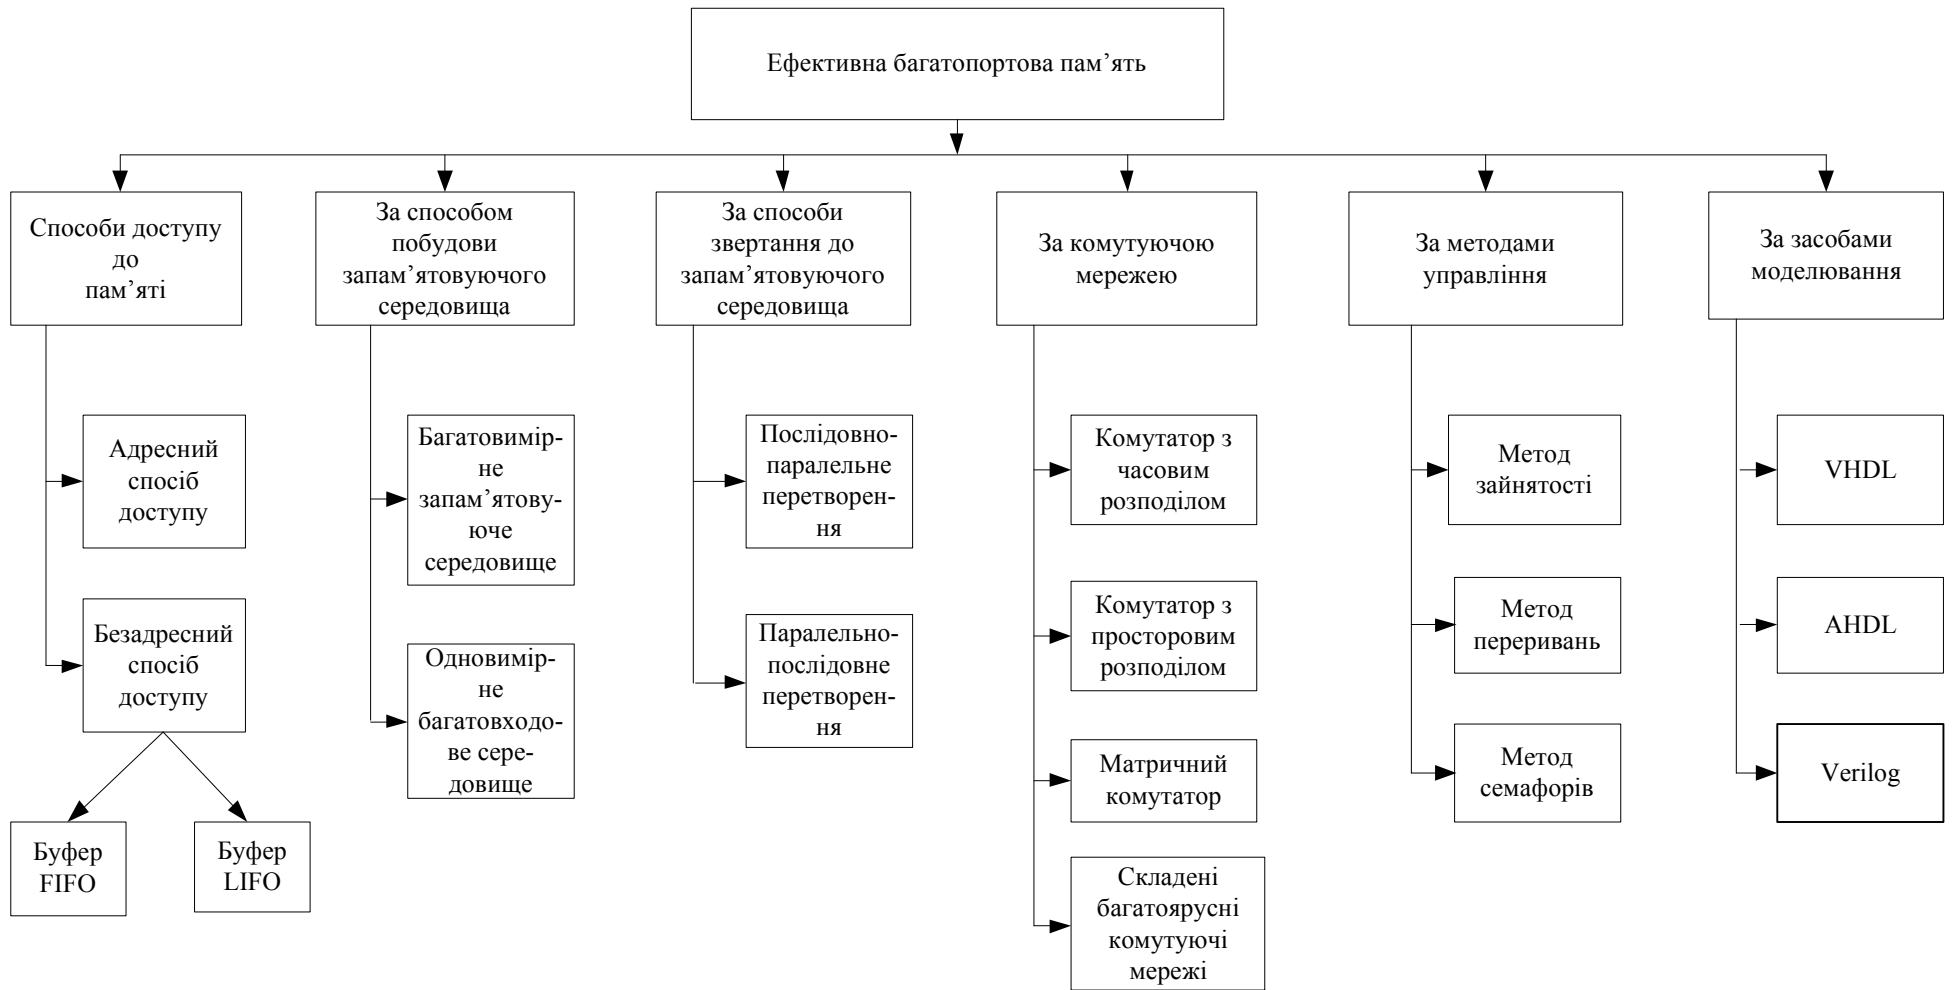 Ефективна багатопортова пам’ять
Способи доступу
до
пам’яті
За способом
побудови
запам’ятовуючого
середовища
За способи
звертання до
запам’ятовуючого
середовища
За комутуючою
мережею
За методами
управління
За засобами
моделювання
Адресний
спосіб
доступу
Безадресний
спосіб
доступу
Буфер
FIFO
Буфер
LIFO
Багатовимір-
не
запам’ятову-
юче
середовище
Одновимір-
не
багатовходо-
ве сере-
довище
Послідовно-
паралельне
перетворен-
ня
Паралельно-
послідовне
перетворен-
ня
Комутатор з
часовим
розподілом
Комутатор з
просторовим
розподілом
Матричний
комутатор
Складені
багатоярусні
комутуючі
мережі
Метод
зайнятості
Метод
переривань
Метод
семафорів
VHDL
AHDL
Verilog